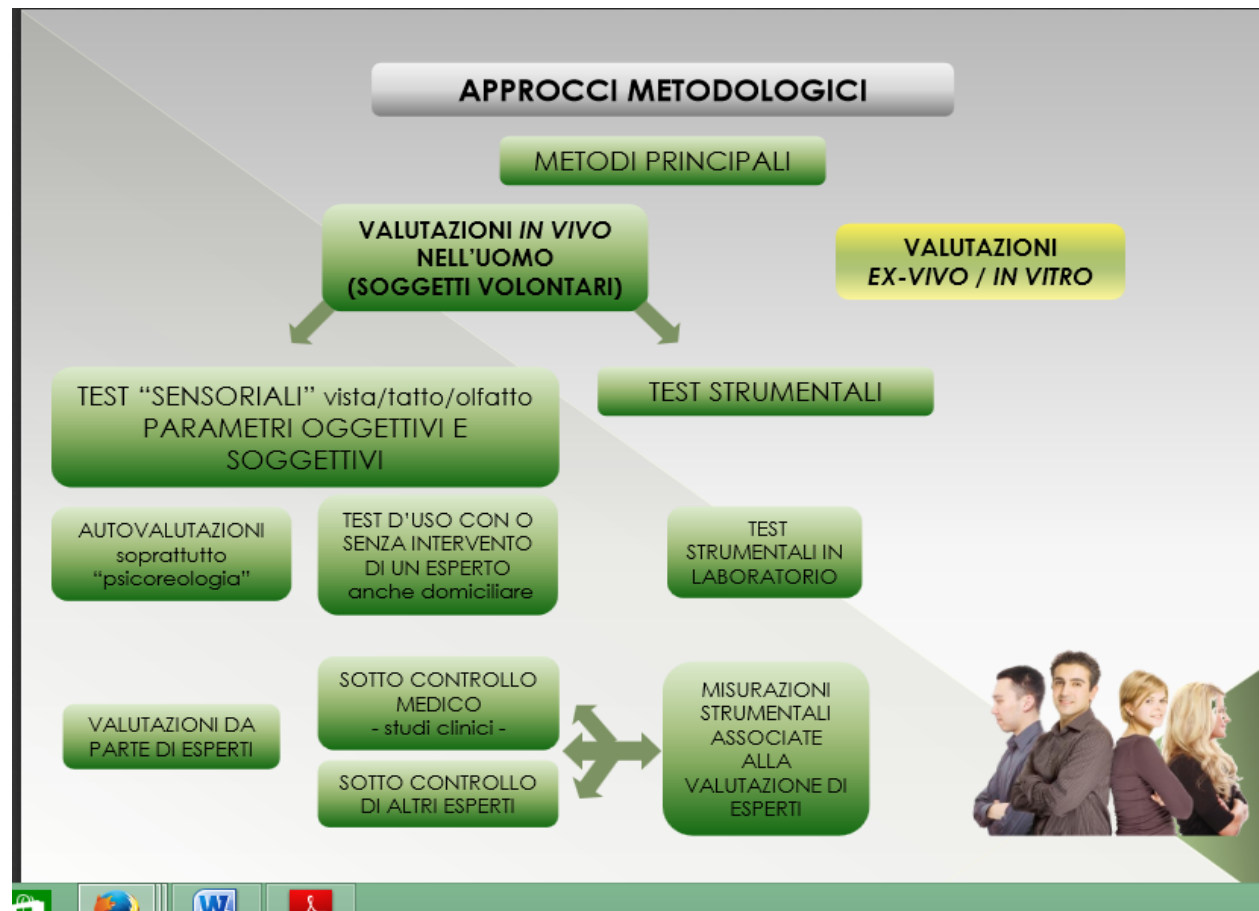 APPROCCI METODOLOGICI
METODI PRINCIPALI
VALUTAZIONI IN VIVO
NELL'UOMO
(SOGGETTI VOLONTARI)
VALUTAZIONI
EX-VIVO / IN VITRO
TEST “SENSORIALI” vista/tatto/olfatto
PARAMETRI OGGETTIVI E
SOGGETTIVI
TEST STRUMENTALI
AUTOVALUTAZIONI
soprattutto
“psicoreologia”
TEST D'USO CON O
SENZA INTERVENTO
DI UN ESPERTO
anche domiciliare
TEST
STRUMENTALI IN
LABORATORIO
VALUTAZIONI DA
PARTE DI ESPERTI
SOTTO CONTROLLO
MEDICO
- studi clinici -
SOTTO CONTROLLO
DI ALTRI ESPERTI
MISURAZIONI
STRUMENTALI
ASSOCIATE
ALLA
VALUTAZIONE DI
ESPERTI
W